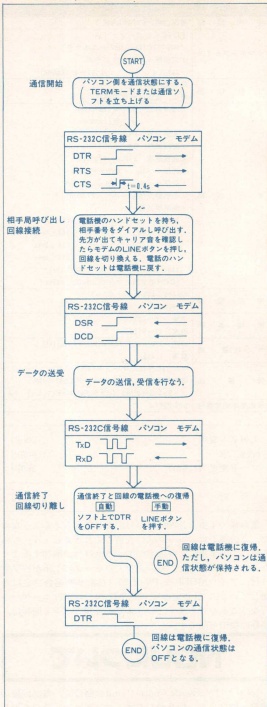 START
通信開始
パソコン側を通信状態にする.
(TERMモードまたは通信ソ
フトを立ち上げる)
RS-232C信号線 パソコン モデム
DTR
RTS
CTS t=0.4s
相手局呼び出し
回線接続
電話機のハンドセットを持ち,
相手番号をダイアルし呼び出す.
先方が出てキャリア音を確認し
たらモデムのLINEボタンを押し,
回線を切り換える. 電話のハン
ドセットは電話機に戻す.
RS-232C信号線 パソコン モデム
DSR
DCD
データの送受
データの送信,受信を行なう.
RS-232C信号線 パソコン モデム
TxD
RxD
通信終了
回線切り離し
通信終了と回線の電話機への復帰
自動 手動
ソフト上でDTR
をOFFする.
LINEボタン
を押す.
END
回線は電話機に復帰.
ただし, パソコンは通
信状態が保持される.
RS-232C信号線 パソコン モデム
DTR
END
回線は電話機に復帰.
パソコンの通信状態は
OFFとなる.